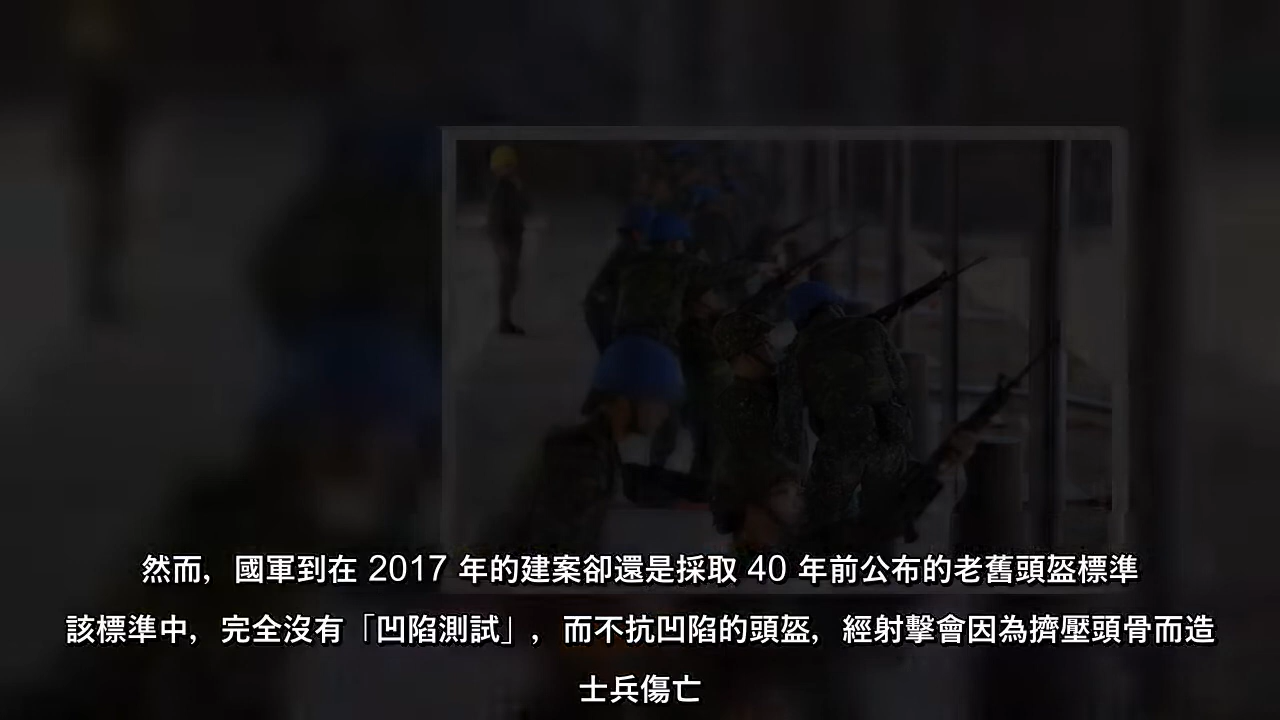 然而，國軍到在 2017 年的建案卻還是採取 40 年前公布的老舊頭盔標準
該標準中，完全沒有「凹陷測試」，而不抗凹陷的頭盔，經射擊會因為擠壓頭骨而造
士兵傷亡